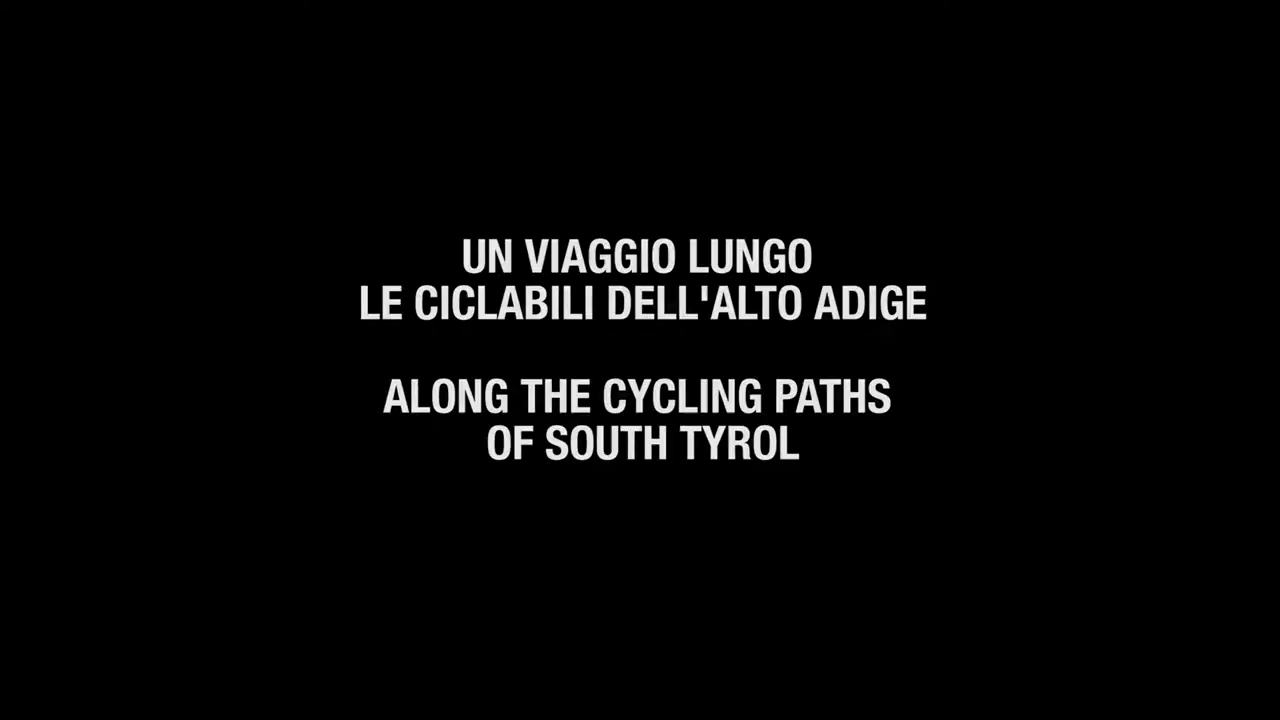 UN VIAGGIO LUNGO
LE CICLABILI DELL'ALTO ADIGE
ALONG THE CYCLING PATHS
OF SOUTH TYROL